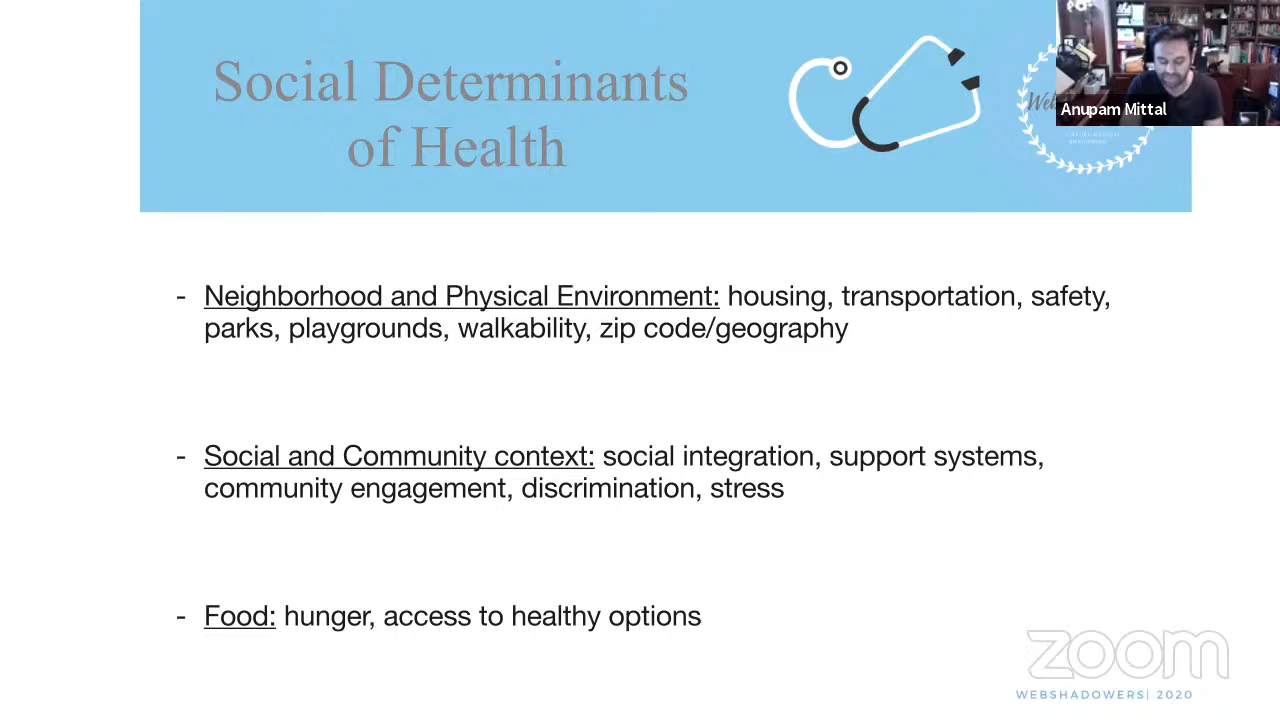 Social Determinants
of Health
Anupam Mittal
- Neighborhood and Physical Environment: housing, transportation, safety,
parks, playgrounds, walkability, zip code/geography
- Social and Community context: social integration, support systems,
community engagement, discrimination, stress
- Food: hunger, access to healthy options
zoom
WEBSHADOWERS| 2020